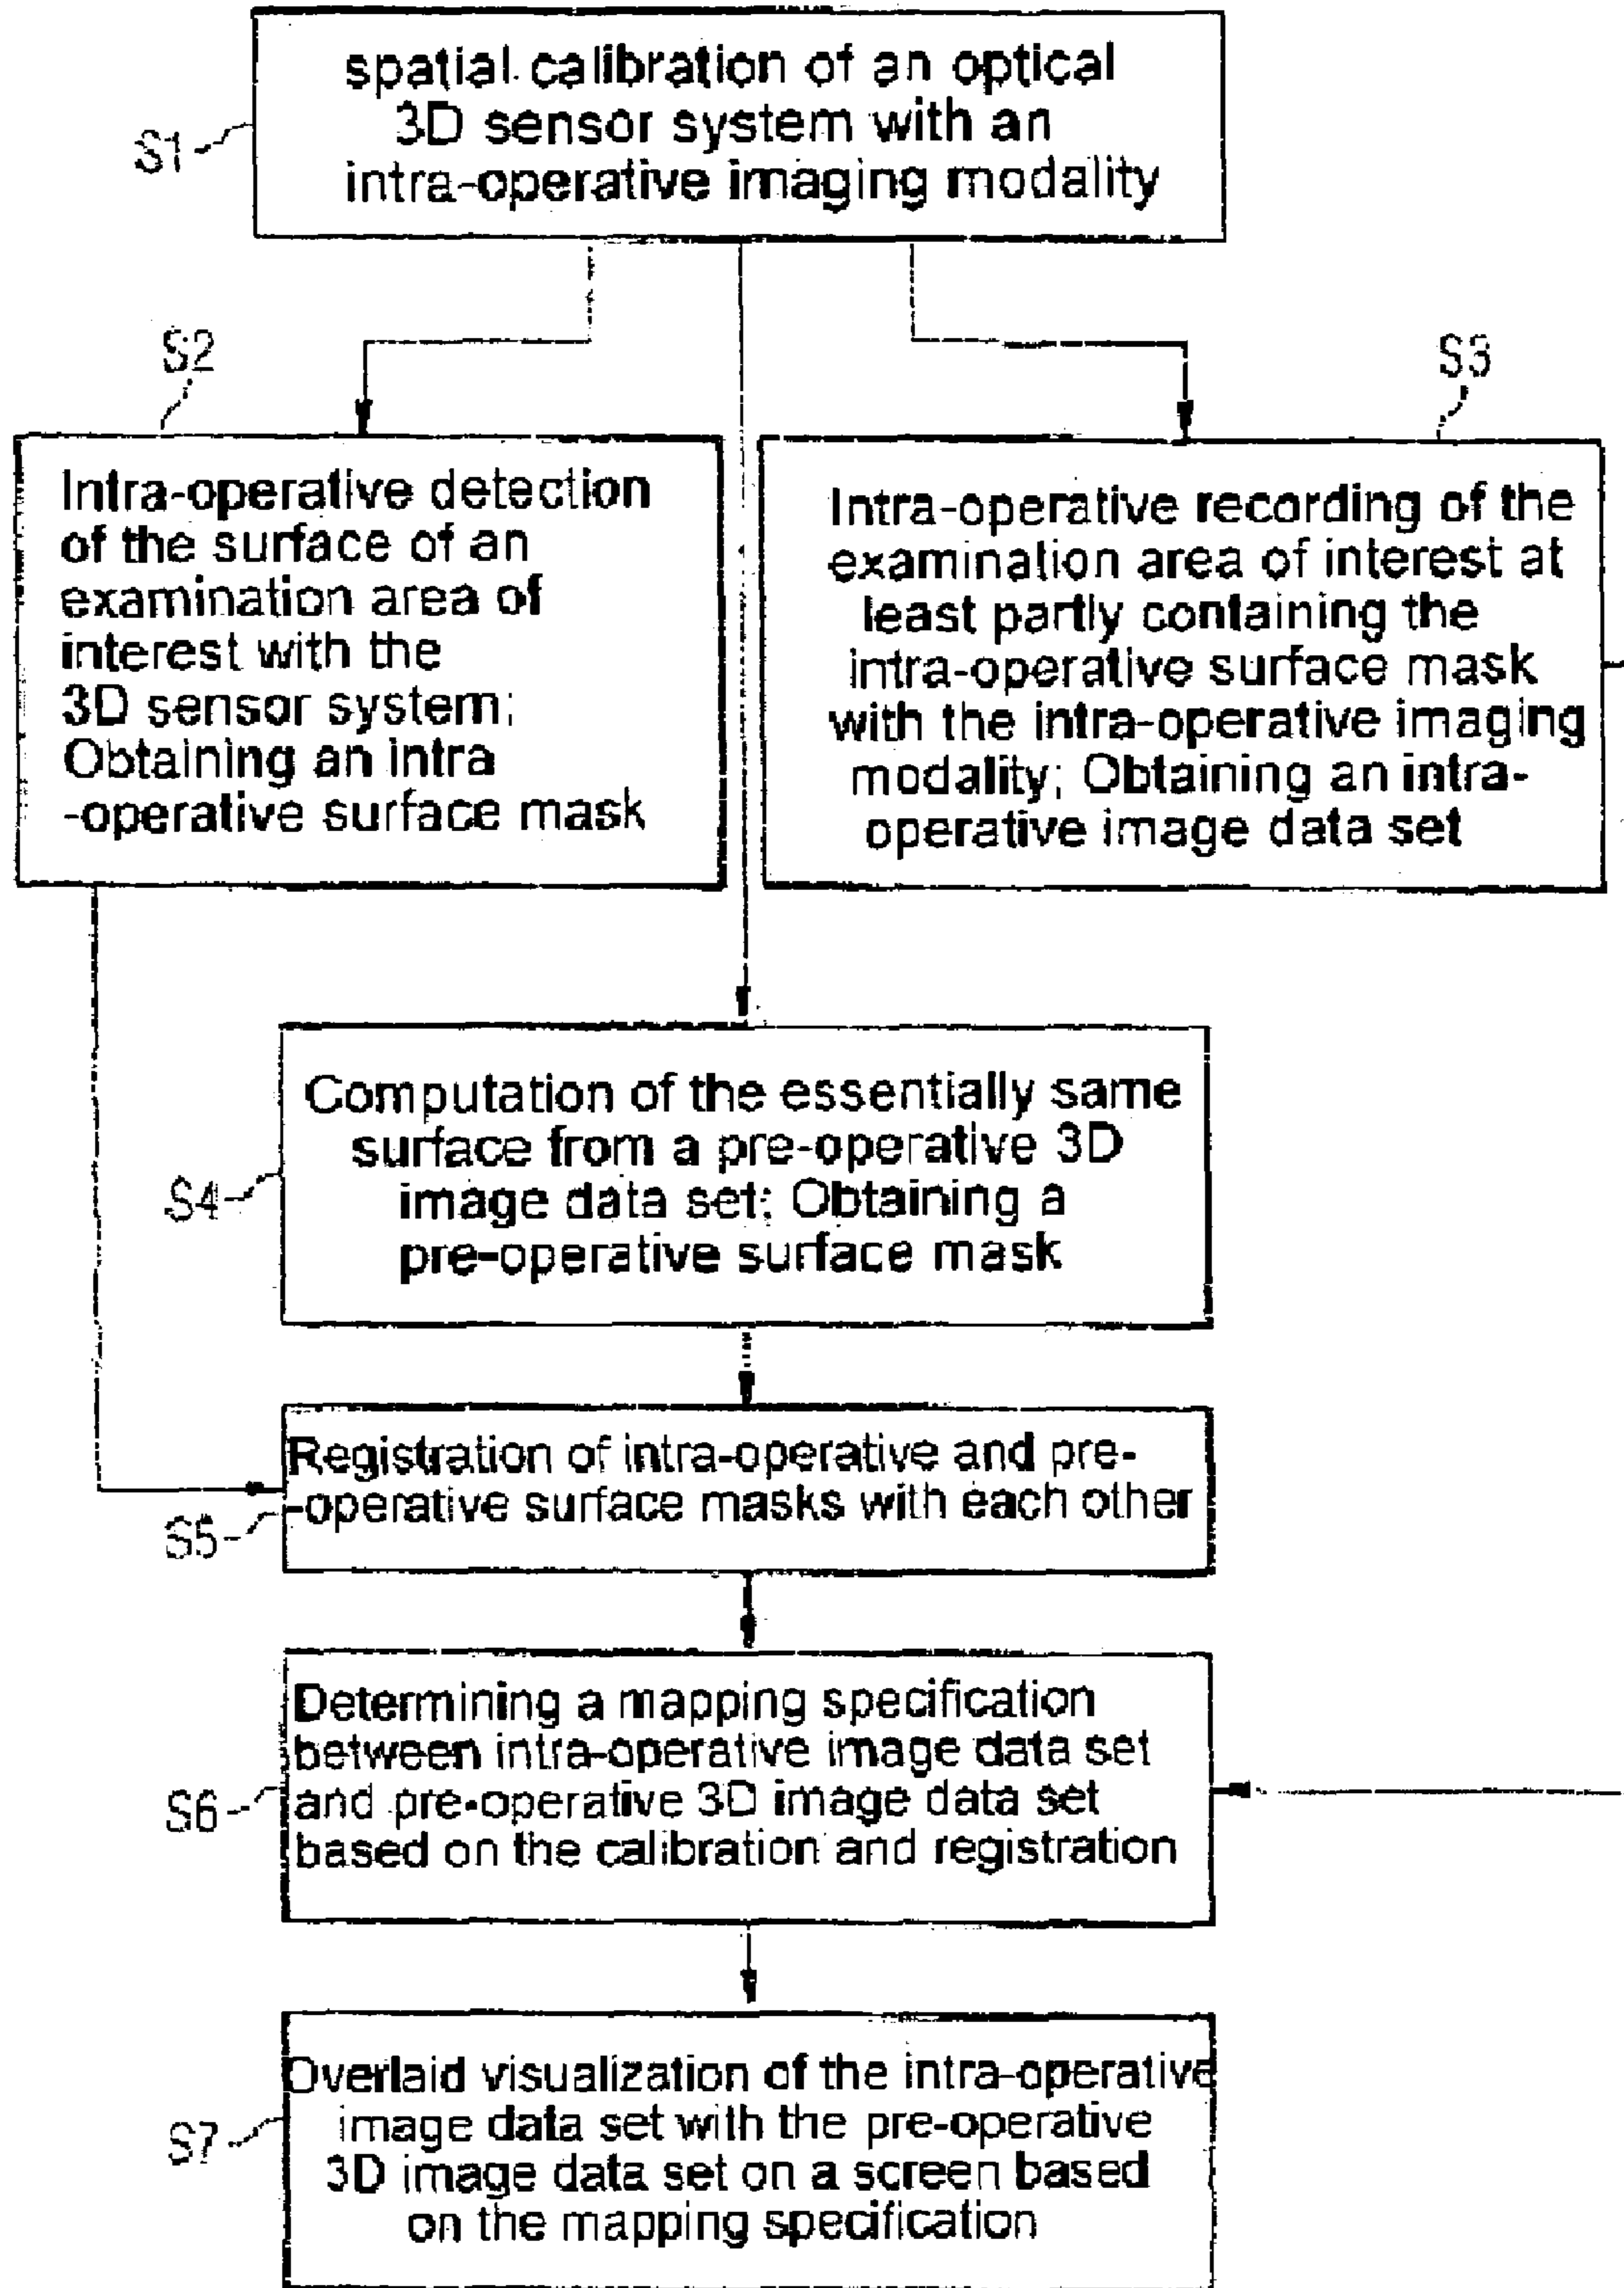 spatial calibration of an optical
3D sensor system with an
intra-operative imaging modality
S1
S2
S3
Intra-operative detection
of the surface of an
examination area of
interest with the
3D sensor system;
Obtaining an intra
-operative surface mask
Intra-operative recording of the
examination area of interest at
least partly containing the
intra-operative surface mask
with the intra-operative imaging
modality; Obtaining an intra-
operative image data set
Computation of the essentially same
surface from a pre-operative 3D
image data set; Obtaining a
pre-operative surface mask
S4
Registration of intra-operative and pre-
-operative surface masks with each other
S5
Determining a mapping specification
between intra-operative image data set
and pre-operative 3D image data set
based on the calibration and registration
S6
Overlaid visualization of the intra-operative
image data set with the pre-operative
3D image data set on a screen based
on the mapping specification
S7